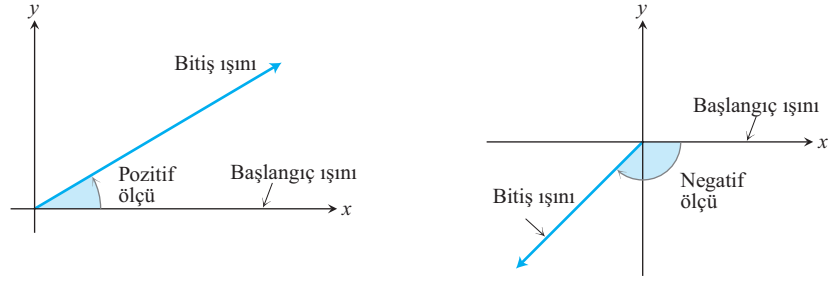 y
Bitiş ışını
Pozitif
ölçü
Başlangıç ışını
x
y
Başlangıç ışını
x
Bitiş ışını
Negatif
ölçü